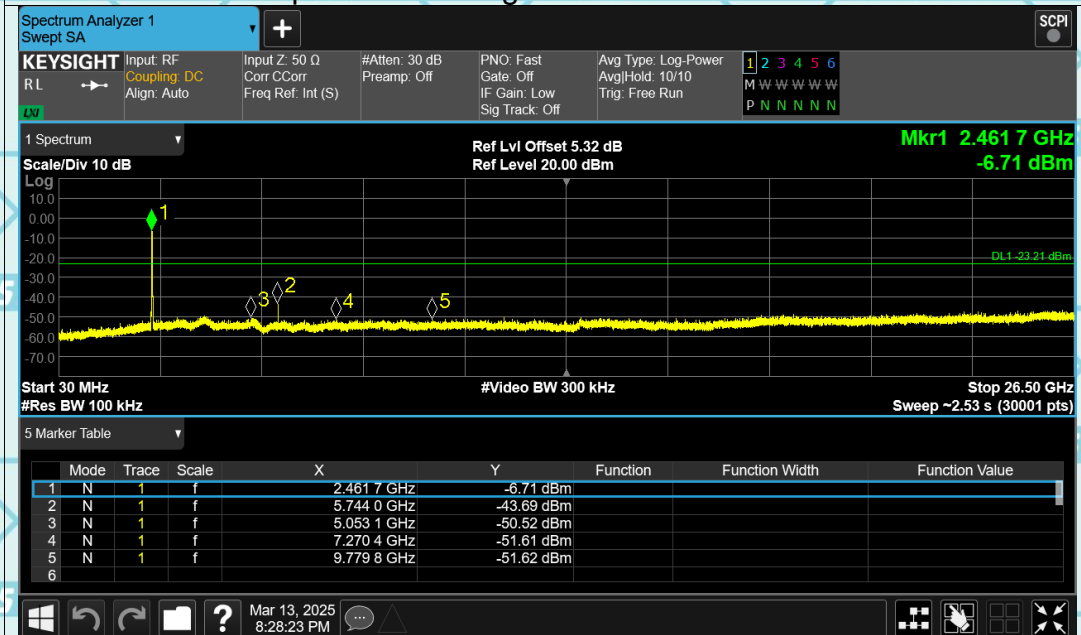 Spectrum Analyzer 1
Swept SA
+
SCPI
KEYSIGHT
R L
LXI
Input: RF
Coupling: DC
Align: Auto
Input Z: 50 Ω
Corr CCorr
Freq Ref: Int (S)
#Atten: 30 dB
Preamp: Off
PNO: Fast
Gate: Off
IF Gain: Low
Sig Track: Off
Avg Type: Log-Power
Avg|Hold: 10/10
Trig: Free Run
1 2 3 4 5 6
M W W W W W
P N N N N N
1 Spectrum
Scale/Div 10 dB
Ref Lvl Offset 5.32 dB
Ref Level 20.00 dBm
Mkr1 2.461 7 GHz
-6.71 dBm
Log
10.0
0.00
-10.0
-20.0
-30.0
-40.0
-50.0
-60.0
-70.0
1
DL1 -23.21 dBm
3 2 4 5
Start 30 MHz
#Res BW 100 kHz
#Video BW 300 kHz
Stop 26.50 GHz
Sweep ~2.53 s (30001 pts)
5 Marker Table
Mode Trace Scale X Y Function Function Width Function Value
1 N 1 f 2.461 7 GHz -6.71 dBm
2 N 1 f 5.744 0 GHz -43.69 dBm
3 N 1 f 5.053 1 GHz -50.52 dBm
4 N 1 f 7.270 4 GHz -51.61 dBm
5 N 1 f 9.779 8 GHz -51.62 dBm
6
?
Mar 13, 2025
8:28:23 PM